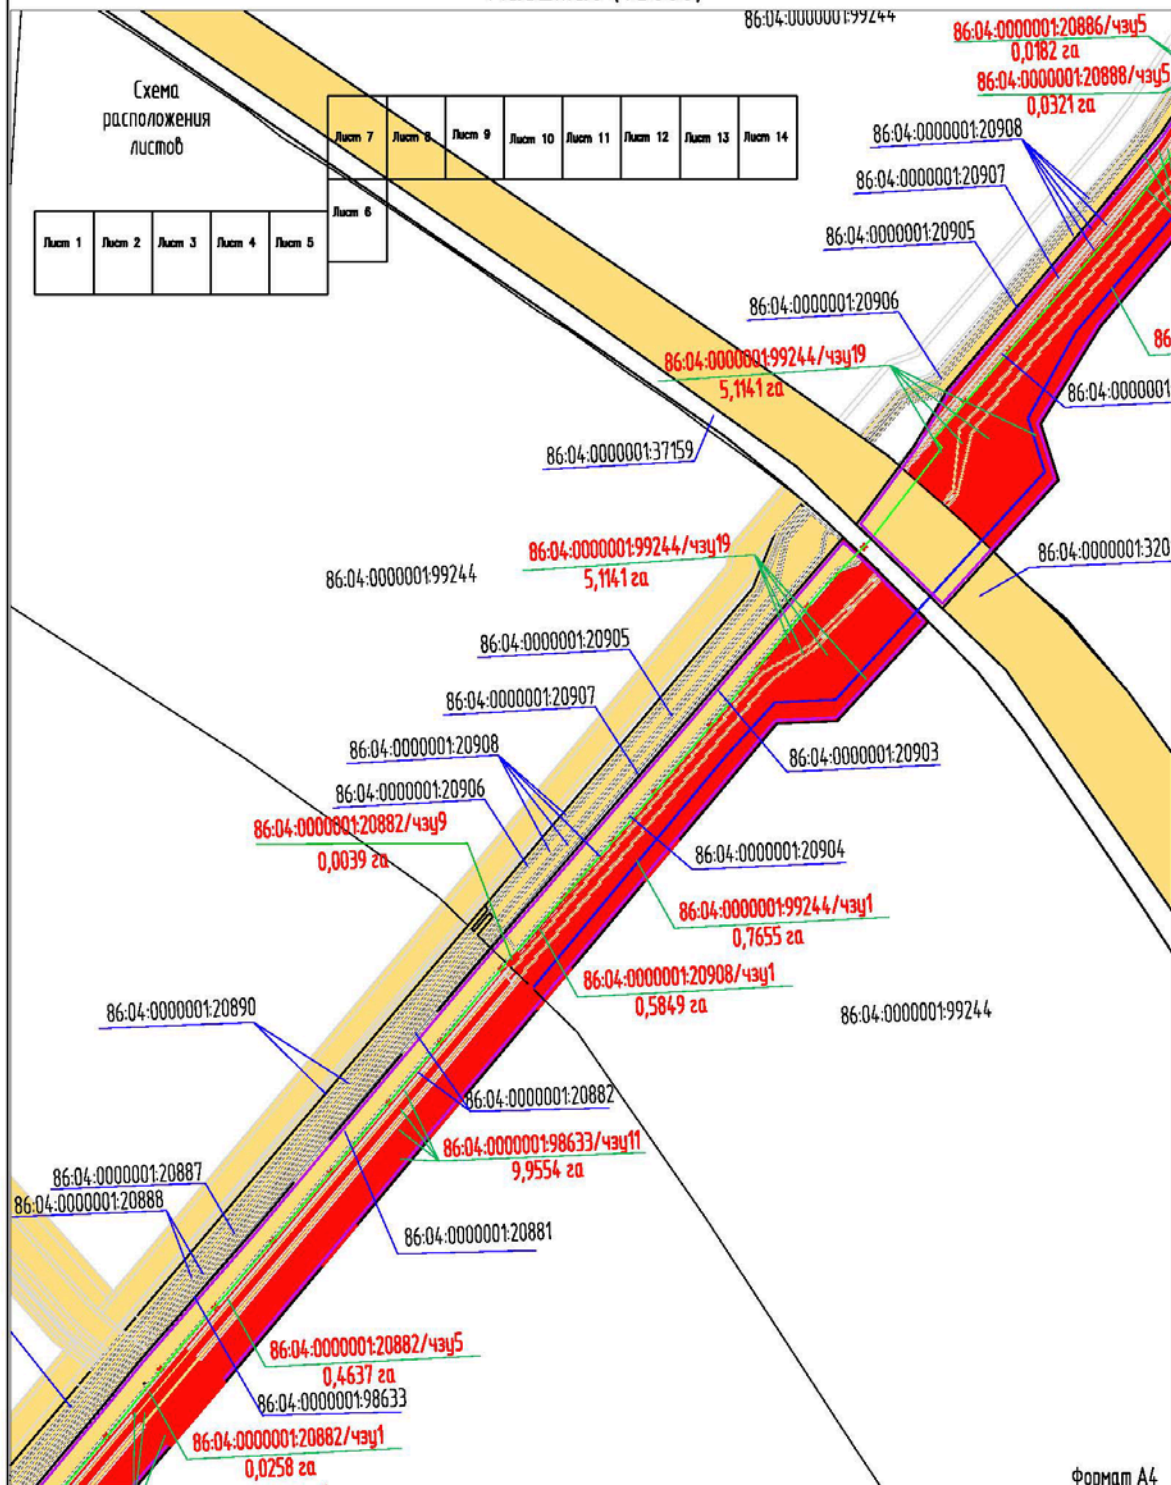 86:04:0000001:99244
86:04:0000001:20886/чзу5
0,0182 га
86:04:0000001:20888/чзу5
0,0321 га
Схема
расположения
листов
Лист 7
Лист 8
Лист 9
Лист 10
Лист 11
Лист 12
Лист 13
Лист 14
Лист 6
Лист 1
Лист 2
Лист 3
Лист 4
Лист 5
86:04:0000001:20908
86:04:0000001:20907
86:04:0000001:20905
86:04:0000001:20906
86:04:0000001:99244/чзу19
5,1141 га
86
86:04:0000001
86:04:0000001:37159
86:04:0000001:99244/чзу19
5,1141 га
86:04:0000001:320
86:04:0000001:99244
86:04:0000001:20905
86:04:0000001:20907
86:04:0000001:20908
86:04:0000001:20903
86:04:0000001:20906
86:04:0000001:20882/чзу9
0,0039 га
86:04:0000001:20904
86:04:0000001:99244/чзу1
0,7655 га
86:04:0000001:20908/чзу1
0,5849 га
86:04:0000001:20890
86:04:0000001:99244
86:04:0000001:20882
86:04:0000001:98633/чзу11
9,9554 га
86:04:0000001:20887
86:04:0000001:20888
86:04:0000001:20881
86:04:0000001:20882/чзу5
0,4637 га
86:04:0000001:98633
86:04:0000001:20882/чзу1
0,0258 га
Формат А4